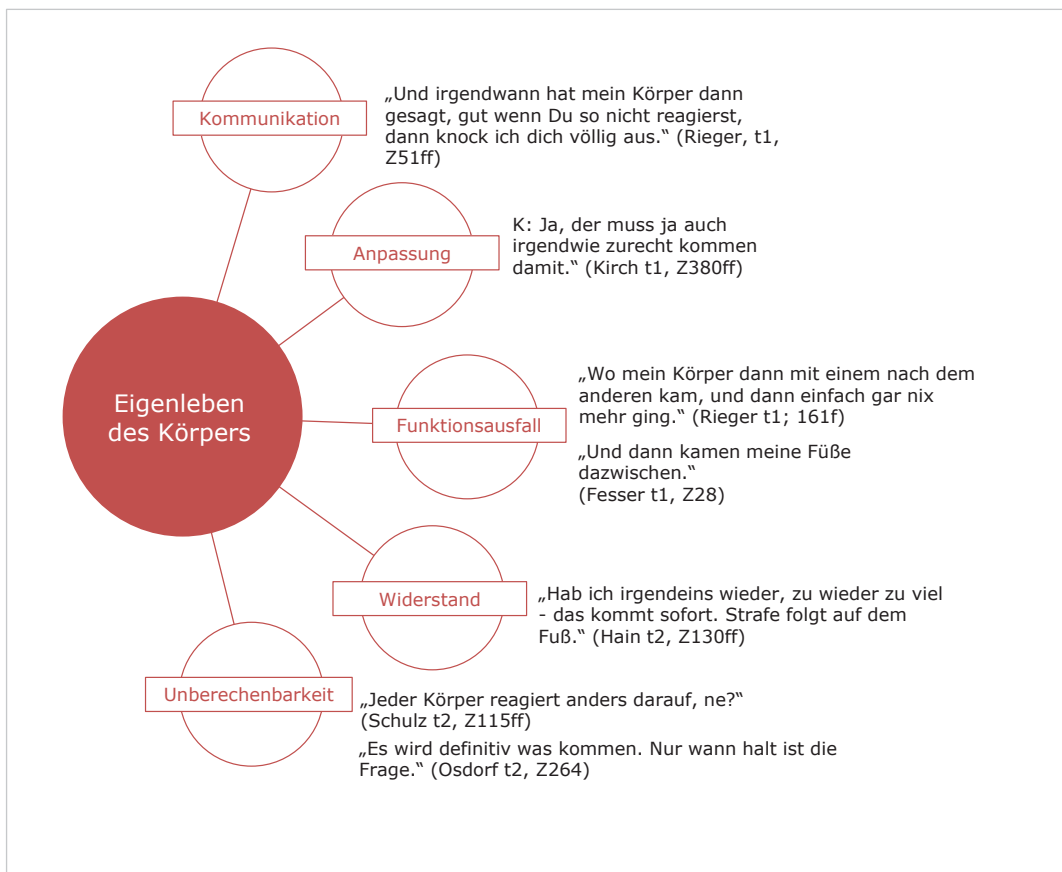 Kommunikation
„Und irgendwann hat mein Körper dann
gesagt, gut wenn Du so nicht reagierst,
dann knock ich dich völlig aus.“ (Rieger, t1,
Z51ff)
Anpassung
K: Ja, der muss ja auch
irgendwie zurecht kommen
damit.“ (Kirch t1, Z380ff)
Eigenleben
des Körpers
Funktionsausfall
„Wo mein Körper dann mit einem nach dem
anderen kam, und dann einfach gar nix
mehr ging.“ (Rieger t1; 161f)
„Und dann kamen meine Füße
dazwischen.“
(Fesser t1, Z28)
Widerstand
„Hab ich irgendeins wieder, zu wieder zu viel
- das kommt sofort. Strafe folgt auf dem
Fuß.“ (Hain t2, Z130ff)
Unberechenbarkeit
„Jeder Körper reagiert anders darauf, ne?“
(Schulz t2, Z115ff)
„Es wird definitiv was kommen. Nur wann halt ist die
Frage.“ (Osdorf t2, Z264)